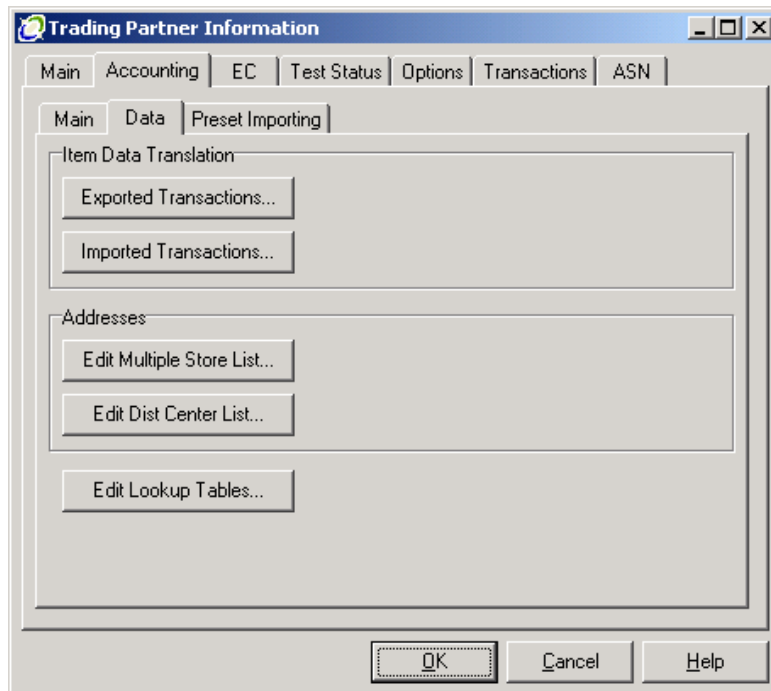 Trading Partner Information
Main Accounting EC Test Status Options Transactions ASN
Main Data Preset Importing
Item Data Translation
Exported Transactions...
Imported Transactions...
Addresses
Edit Multiple Store List...
Edit Dist Center List...
Edit Lookup Tables...
OK Cancel Help